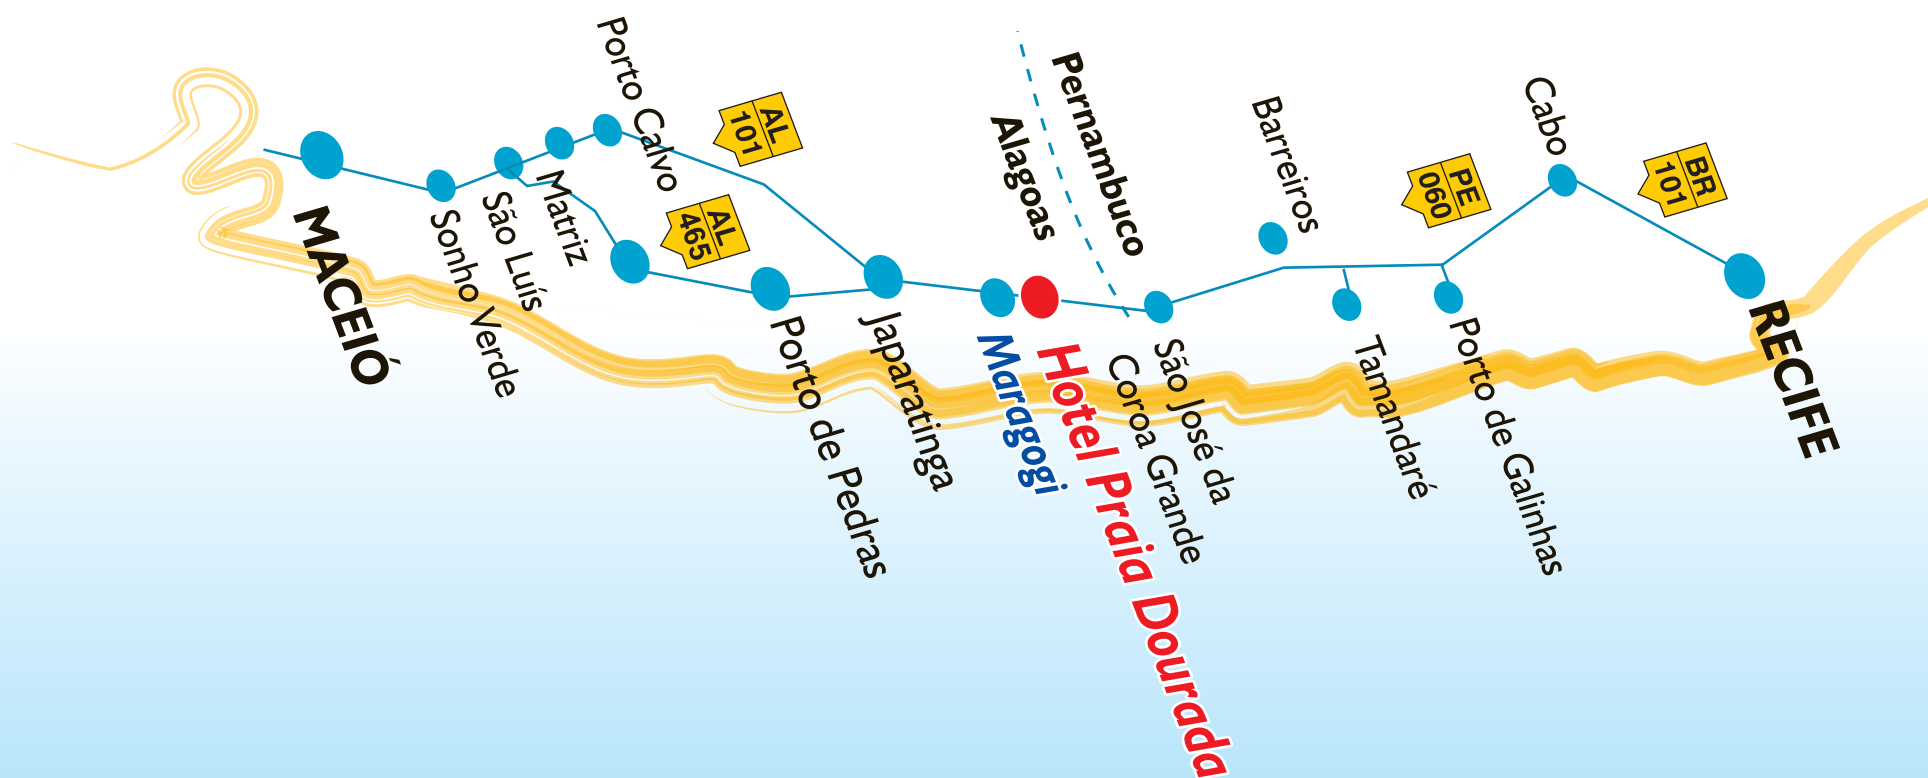 MACEIÓ
Sonho Verde
São Luís
Matriz
Porto Calvo
AL
101
AL
465
Porto de Pedras
Japaratinga
Maragogi
Hotel Praia Dourada
Alagoas
Pernambuco
São José da
Coroa Grande
Barreiros
Tamandaré
PE
060
Porto de Galinhas
Cabo
BR
101
RECIFE